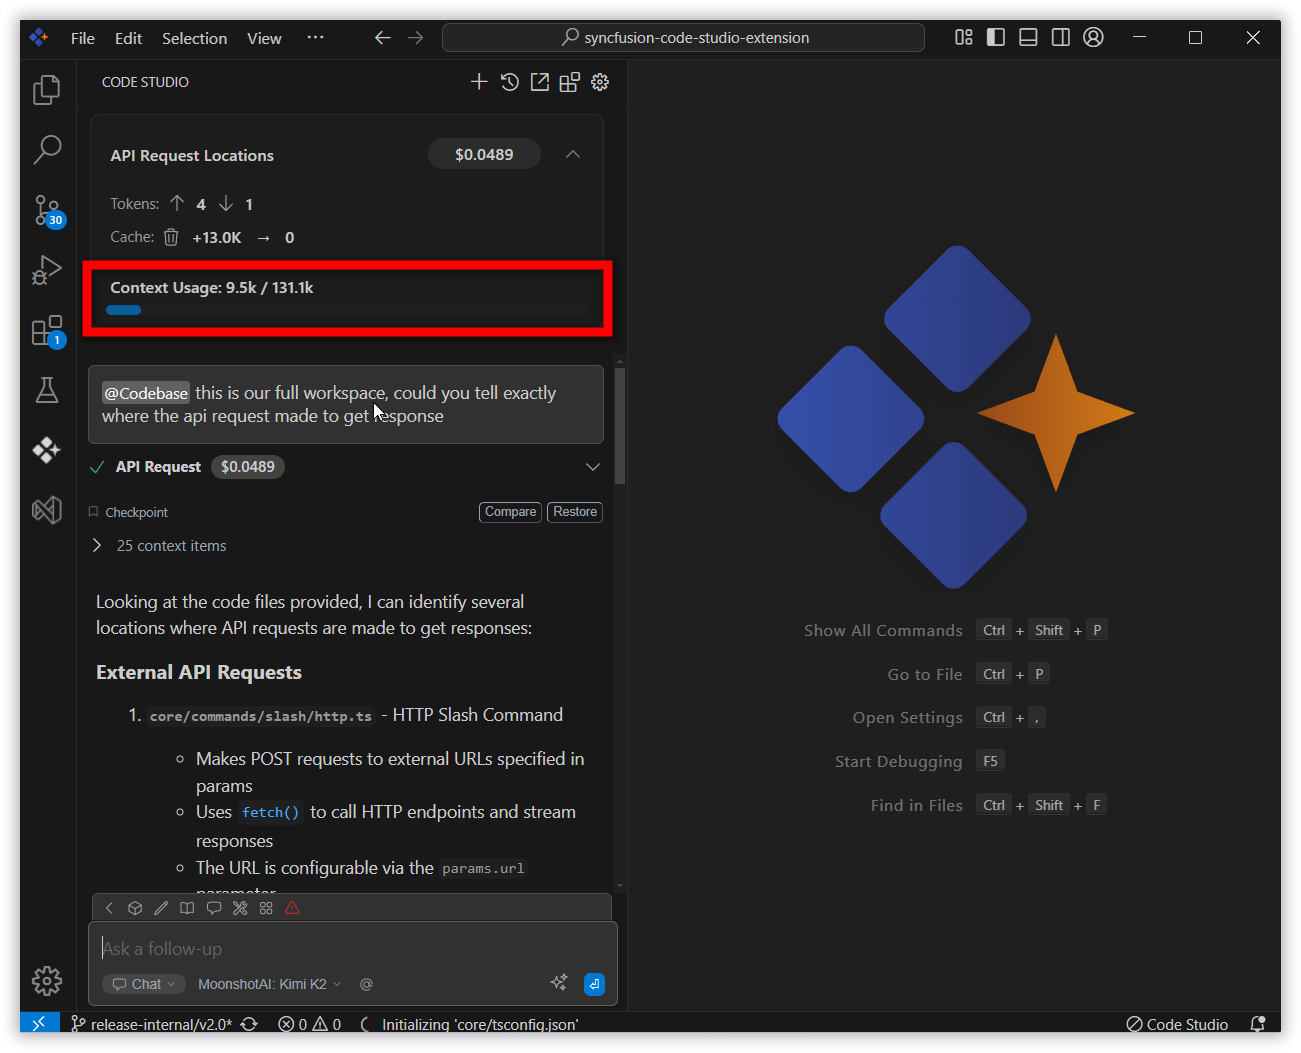 File Edit Selection View ···
syncfusion-code-studio-extension
CODE STUDIO
API Request Locations $0.0489
Tokens: ↑ 4 ↓ 1
Cache: +13.0K → 0
30
Context Usage: 9.5k / 131.1k
1
@Codebase this is our full workspace, could you tell exactly
where the api request made to get response
API Request $0.0489
Checkpoint Compare Restore
25 context items
Looking at the code files provided, I can identify several
locations where API requests are made to get responses:
External API Requests
1. core/commands/slash/http.ts - HTTP Slash Command
Makes POST requests to external URLs specified in
params
Uses fetch() to call HTTP endpoints and stream
responses
The URL is configurable via the params.url
parameter
Ask a follow-up
Chat MoonshotAI: Kimi K2 @
Show All Commands Ctrl + Shift + P
Go to File Ctrl + P
Open Settings Ctrl + ,
Start Debugging F5
Find in Files Ctrl + Shift + F
release-internal/v2.0* 0 0 Initializing 'core/tsconfig.json' Code Studio